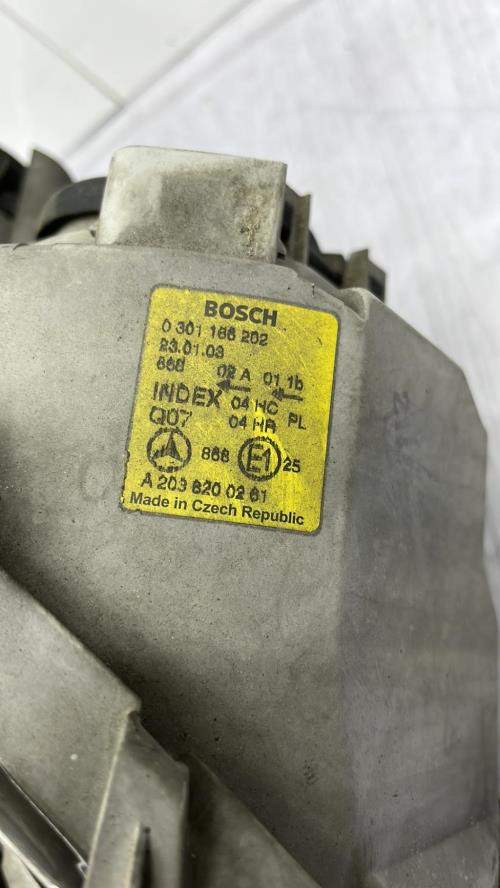 BOSCH
0 301 166 202
23.01.03
868 02 A 01 1b
INDEX 04 HC PL
Q07 04 HR
868 E1 25
A 203 820 02 61
Made in Czech Republic